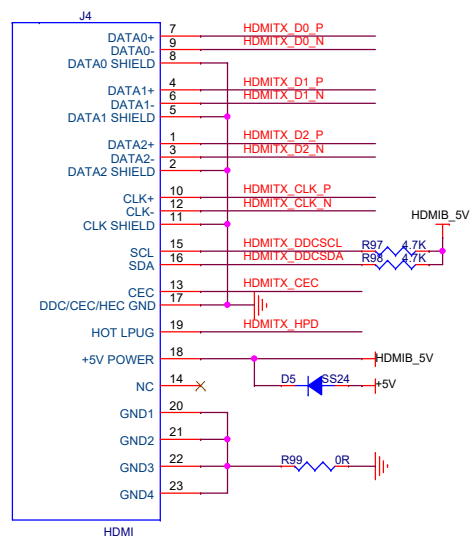 J4
DATA0+ 7 HDMITX_D0_P
DATA0- 9 HDMITX_D0_N
DATA0 SHIELD 8
DATA1+ 4 HDMITX_D1_P
DATA1- 6 HDMITX_D1_N
DATA1 SHIELD 5
DATA2+ 1 HDMITX_D2_P
DATA2- 3 HDMITX_D2_N
DATA2 SHIELD 2
CLK+ 10 HDMITX_CLK_P
CLK- 12 HDMITX_CLK_N
CLK SHIELD 11
HDMIB_5V
SCL 15 HDMITX_DDCSCL R97 4.7K
SDA 16 HDMITX_DDCSDA R98 4.7K
CEC 13 HDMITX_CEC
DDC/CEC/HEC GND 17
HOT LPUG 19 HDMITX_HPD
+5V POWER 18 HDMIB_5V
NC 14 D5 SS24 +5V
GND1 20
GND2 21
GND3 22 R99 0R
GND4 23
HDMI